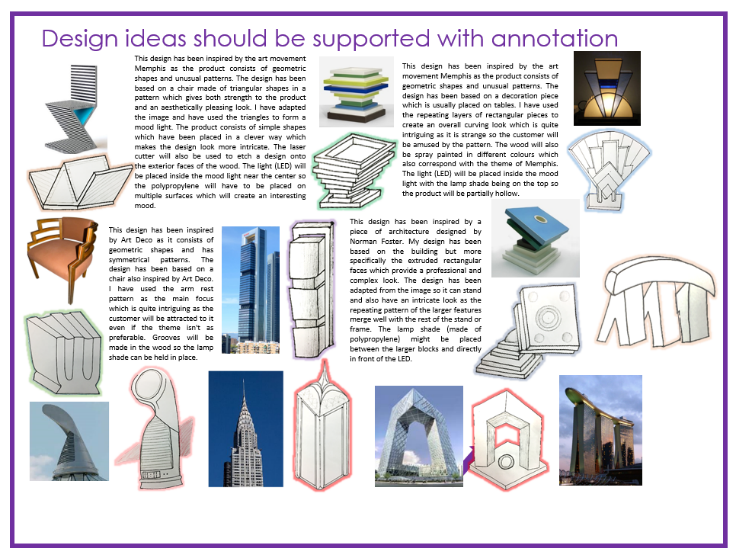 Design ideas should be supported with annotation
This design has been inspired by the art movement
Memphis as the product consists of geometric
shapes and unusual patterns. The design has been
based on a chair made of triangular shapes in a
pattern which gives both strength to the product
and an aesthetically pleasing look. I have adapted
the image and have used the triangles to form a
mood light. The product consists of simple shapes
which have been placed in a clever way which
makes the design look more intricate. The laser
cutter will also be used to etch a design onto
the exterior faces of the wood. The light (LED) will
be placed inside the mood light near the center so
the polypropylene will have to be placed on
multiple surfaces which will create an interesting
mood.
This design has been inspired by the art
movement Memphis as the product consists of
geometric shapes and unusual patterns. The
design has been based on a decoration piece
which is usually placed on tables. I have used
the repeating layers of rectangular pieces to
create an overall curving look which is quite
intriguing as it is strange so the customer will
be amused by the pattern. The wood will also
be spray painted in different colours which
also correspond with the theme of Memphis.
The light (LED) will be placed inside the mood
light with the lamp shade being on the top so
the product will be partially hollow.
This design has been inspired
by Art Deco as it consists of
geometric shapes and has
symmetrical patterns. The
design has been based on a
chair also inspired by Art Deco.
I have used the arm rest
pattern as the main focus
which is quite intriguing as the
customer will be attracted to it
even if the theme isn't as
preferable. Grooves will be
made in the wood so the lamp
shade can be held in place.
This design has been inspired by a
piece of architecture designed by
Norman Foster. My design has been
based on the building but more
specifically the extruded rectangular
faces which provide a professional and
complex look. The design has been
adapted from the image so it can stand
and also have an intricate look as the
repeating pattern of the larger features
merge well with the rest of the stand or
frame. The lamp shade (made of
polypropylene) might be placed
between the larger blocks and directly
in front of the LED.